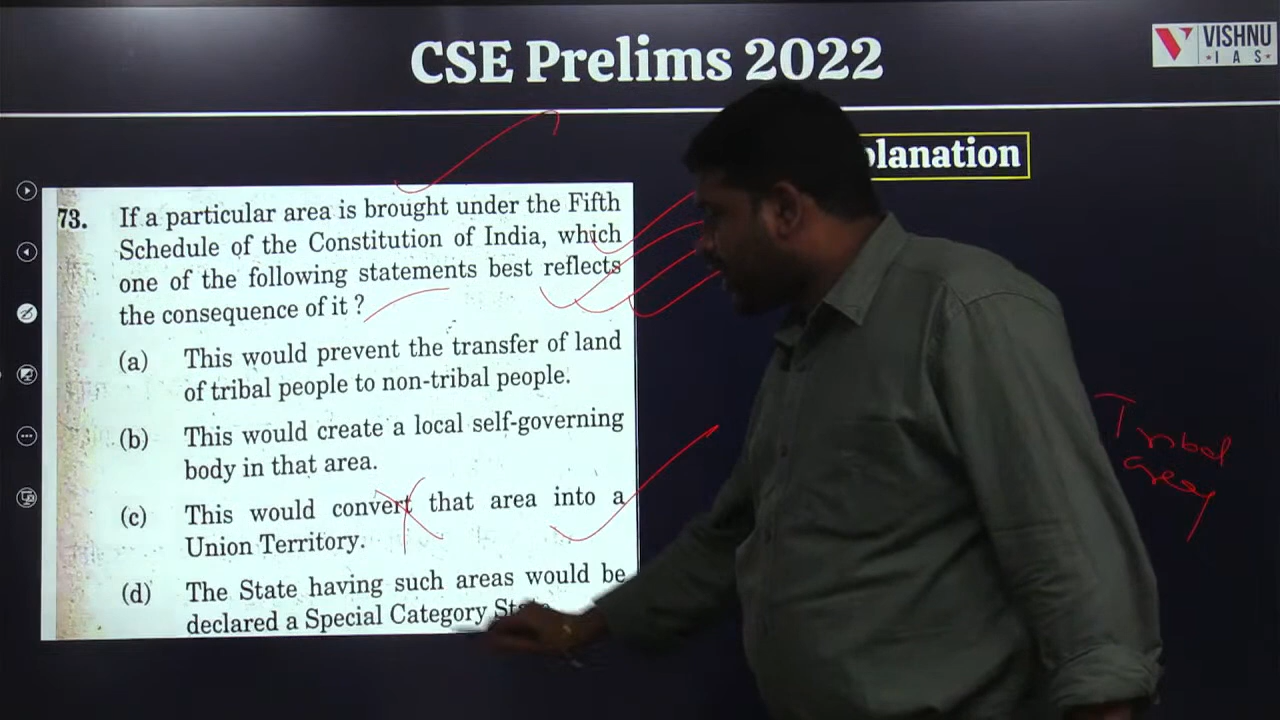 CSE Prelims 2022
VISHNU
IAS
planation
73. If a particular area is brought under the Fifth
Schedule of the Constitution of India, which
one of the following statements best reflects
the consequence of it ?
(a) This would prevent the transfer of land
of tribal people to non-tribal people.
(b) This would create a local self-governing
body in that area.
(c) This would convert that area into a
Union Territory.
(d) The State having such areas would be
declared a Special Category
Tribal